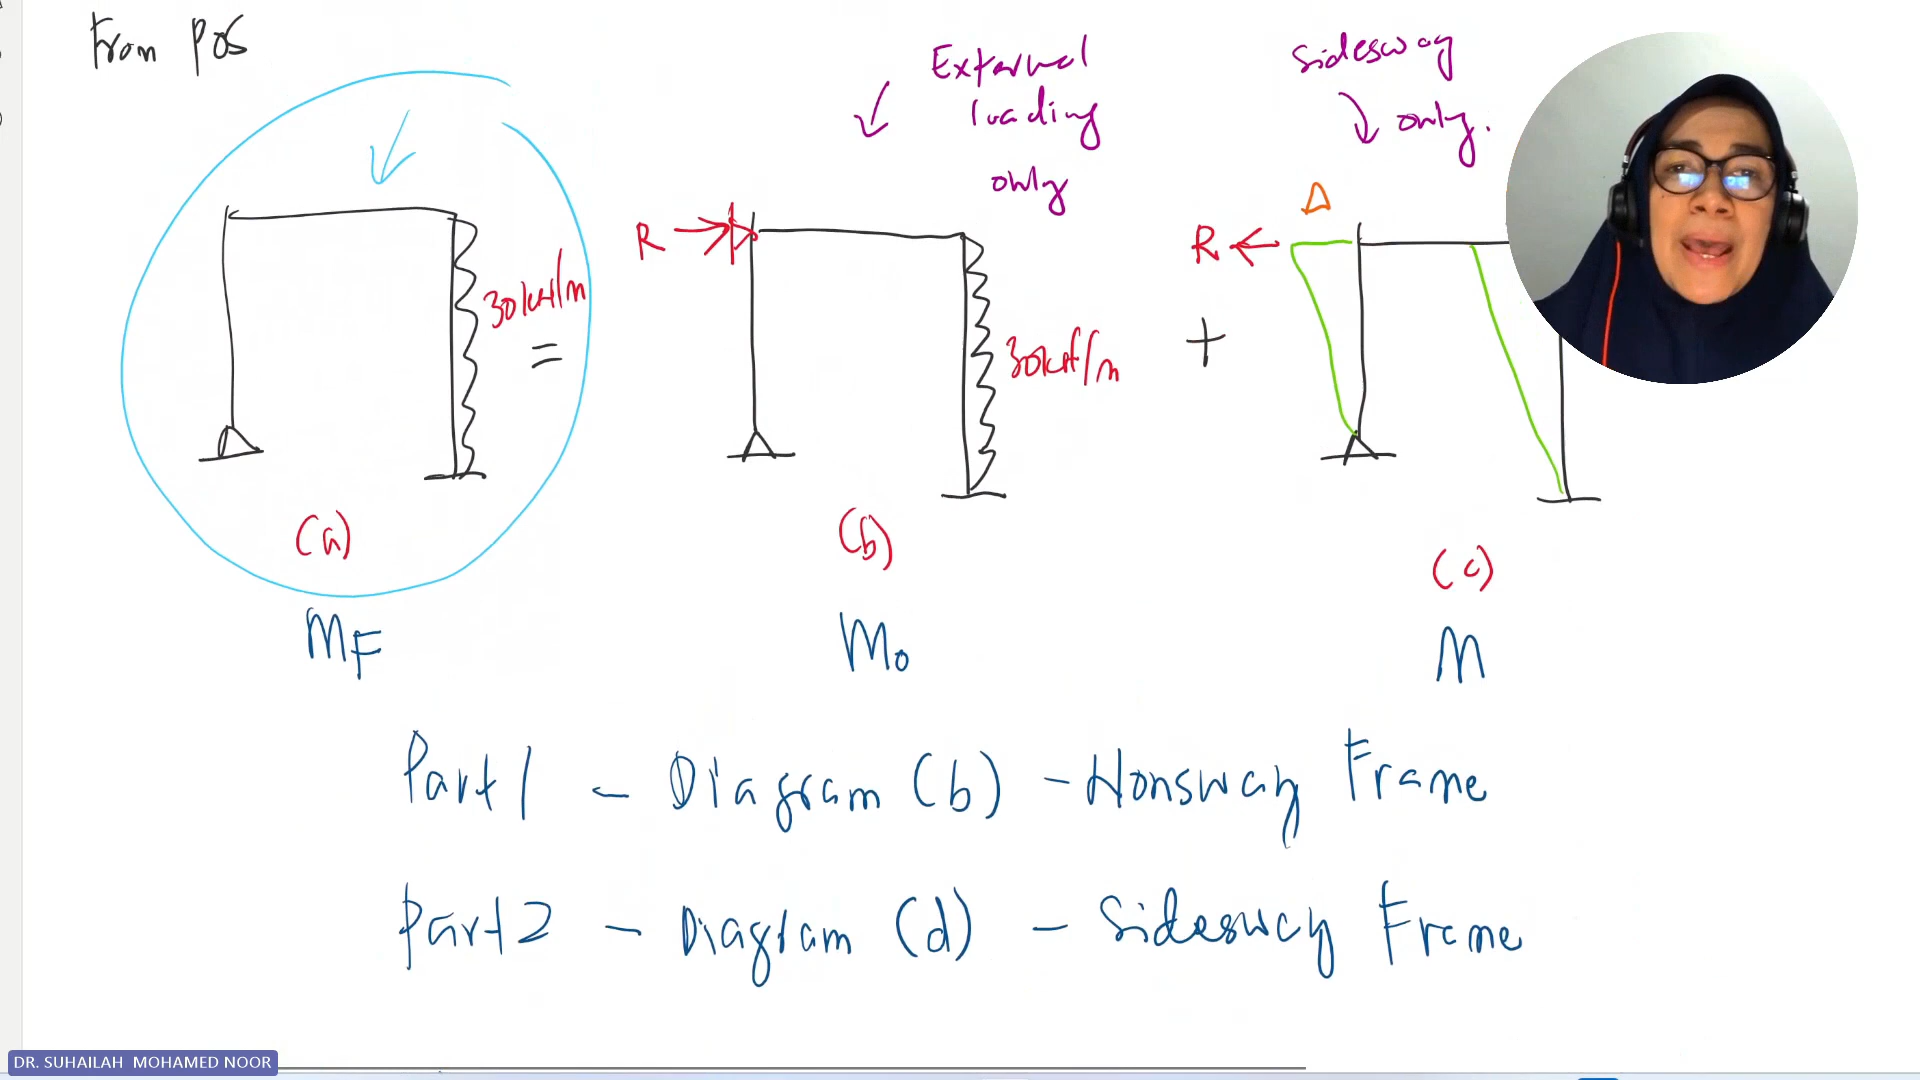 From POS
External
loading
only
Sidesway
only.
Δ
R
R
30kN/m
=
30kN/m
+
(a)
(b)
(c)
MF
Mo
M
Part 1 - Diagram (b) - Nonsway Frame
Part 2 - Diagram (d) - Sidesway Frame
DR. SUHAILAH MOHAMED NOOR